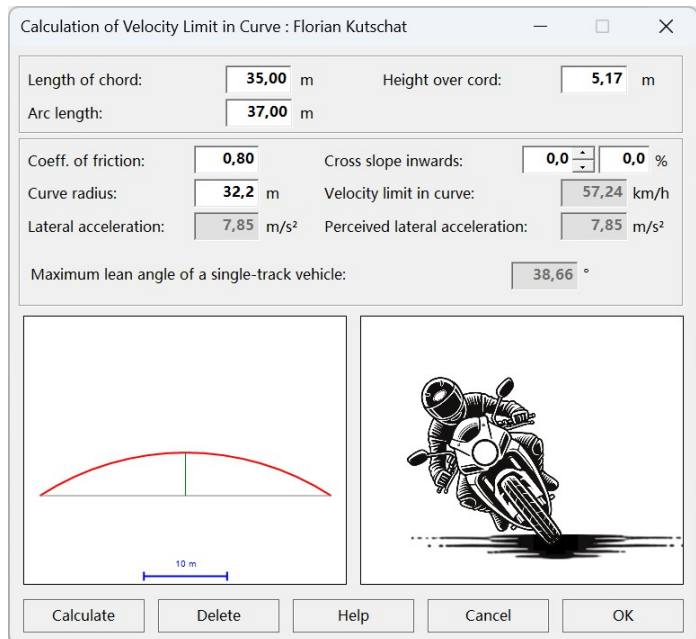 Calculation of Velocity Limit in Curve : Florian Kutschat
Length of chord: 35,00 m Height over cord: 5,17 m
Arc length: 37,00 m
Coeff. of friction: 0,80 Cross slope inwards: 0,0 0,0 %
Curve radius: 32,2 m Velocity limit in curve: 57,24 km/h
Lateral acceleration: 7,85 m/s² Perceived lateral acceleration: 7,85 m/s²
Maximum lean angle of a single-track vehicle: 38,66 °
10 m
Calculate Delete Help Cancel OK